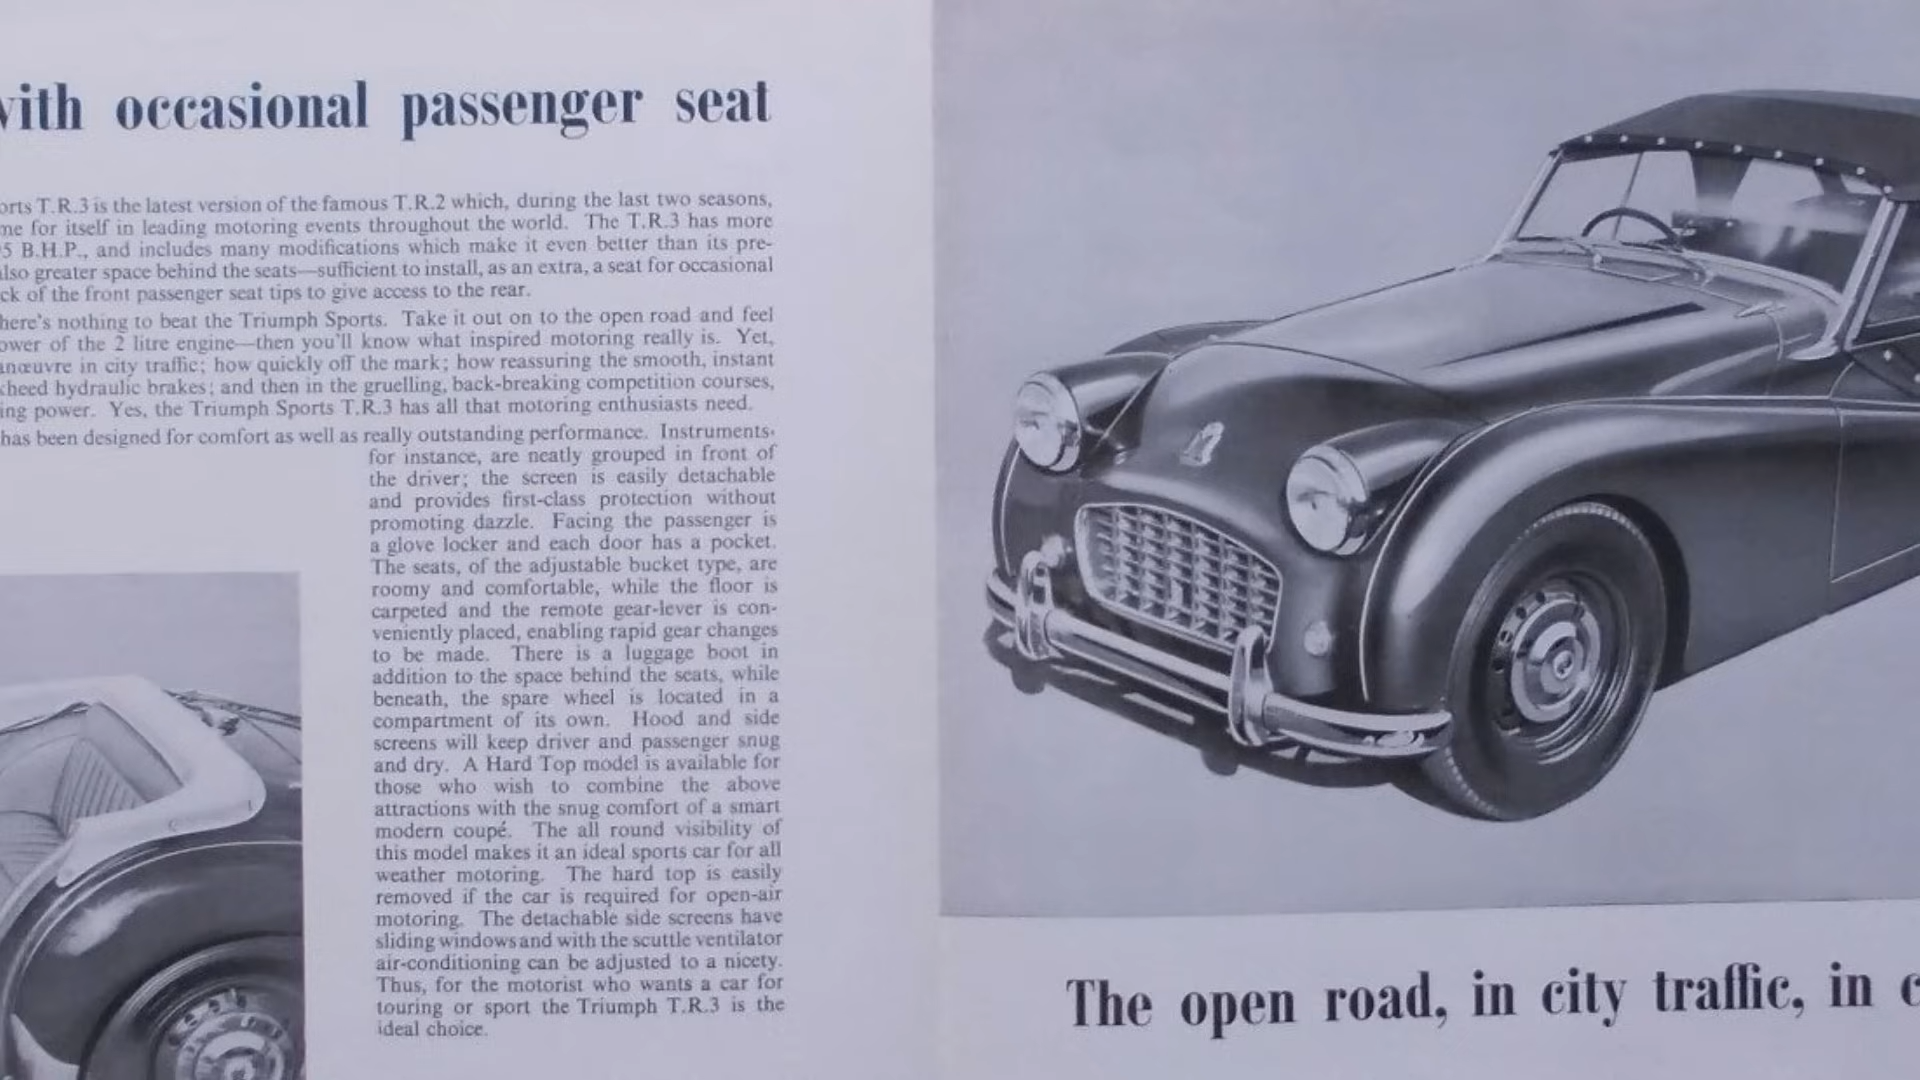 with occasional passenger seat
orts T.R.3 is the latest version of the famous T.R.2 which, during the last two seasons,
me for itself in leading motoring events throughout the world. The T.R.3 has more
5 B.H.P., and includes many modifications which make it even better than its pre-
also greater space behind the seats—sufficient to install, as an extra, a seat for occasional
ck of the front passenger seat tips to give access to the rear.
here's nothing to beat the Triumph Sports. Take it out on to the open road and feel
ower of the 2 litre engine—then you'll know what inspired motoring really is. Yet,
anœuvre in city traffic; how quickly off the mark; how reassuring the smooth, instant
kheed hydraulic brakes; and then in the gruelling, back-breaking competition courses,
ing power. Yes, the Triumph Sports T.R.3 has all that motoring enthusiasts need.
has been designed for comfort as well as really outstanding performance. Instruments,
for instance, are neatly grouped in front of
the driver; the screen is easily detachable
and provides first-class protection without
promoting dazzle. Facing the passenger is
a glove locker and each door has a pocket.
The seats, of the adjustable bucket type, are
roomy and comfortable, while the floor is
carpeted and the remote gear-lever is con-
veniently placed, enabling rapid gear changes
to be made. There is a luggage boot in
addition to the space behind the seats, while
beneath, the spare wheel is located in a
compartment of its own. Hood and side
screens will keep driver and passenger snug
and dry. A Hard Top model is available for
those who wish to combine the above
attractions with the snug comfort of a smart
modern coupé. The all round visibility of
this model makes it an ideal sports car for all
weather motoring. The hard top is easily
removed if the car is required for open-air
motoring. The detachable side screens have
sliding windows and with the scuttle ventilator
air-conditioning can be adjusted to a nicety.
Thus, for the motorist who wants a car for
touring or sport the Triumph T.R.3 is the
ideal choice.
The open road, in city traffic, in c